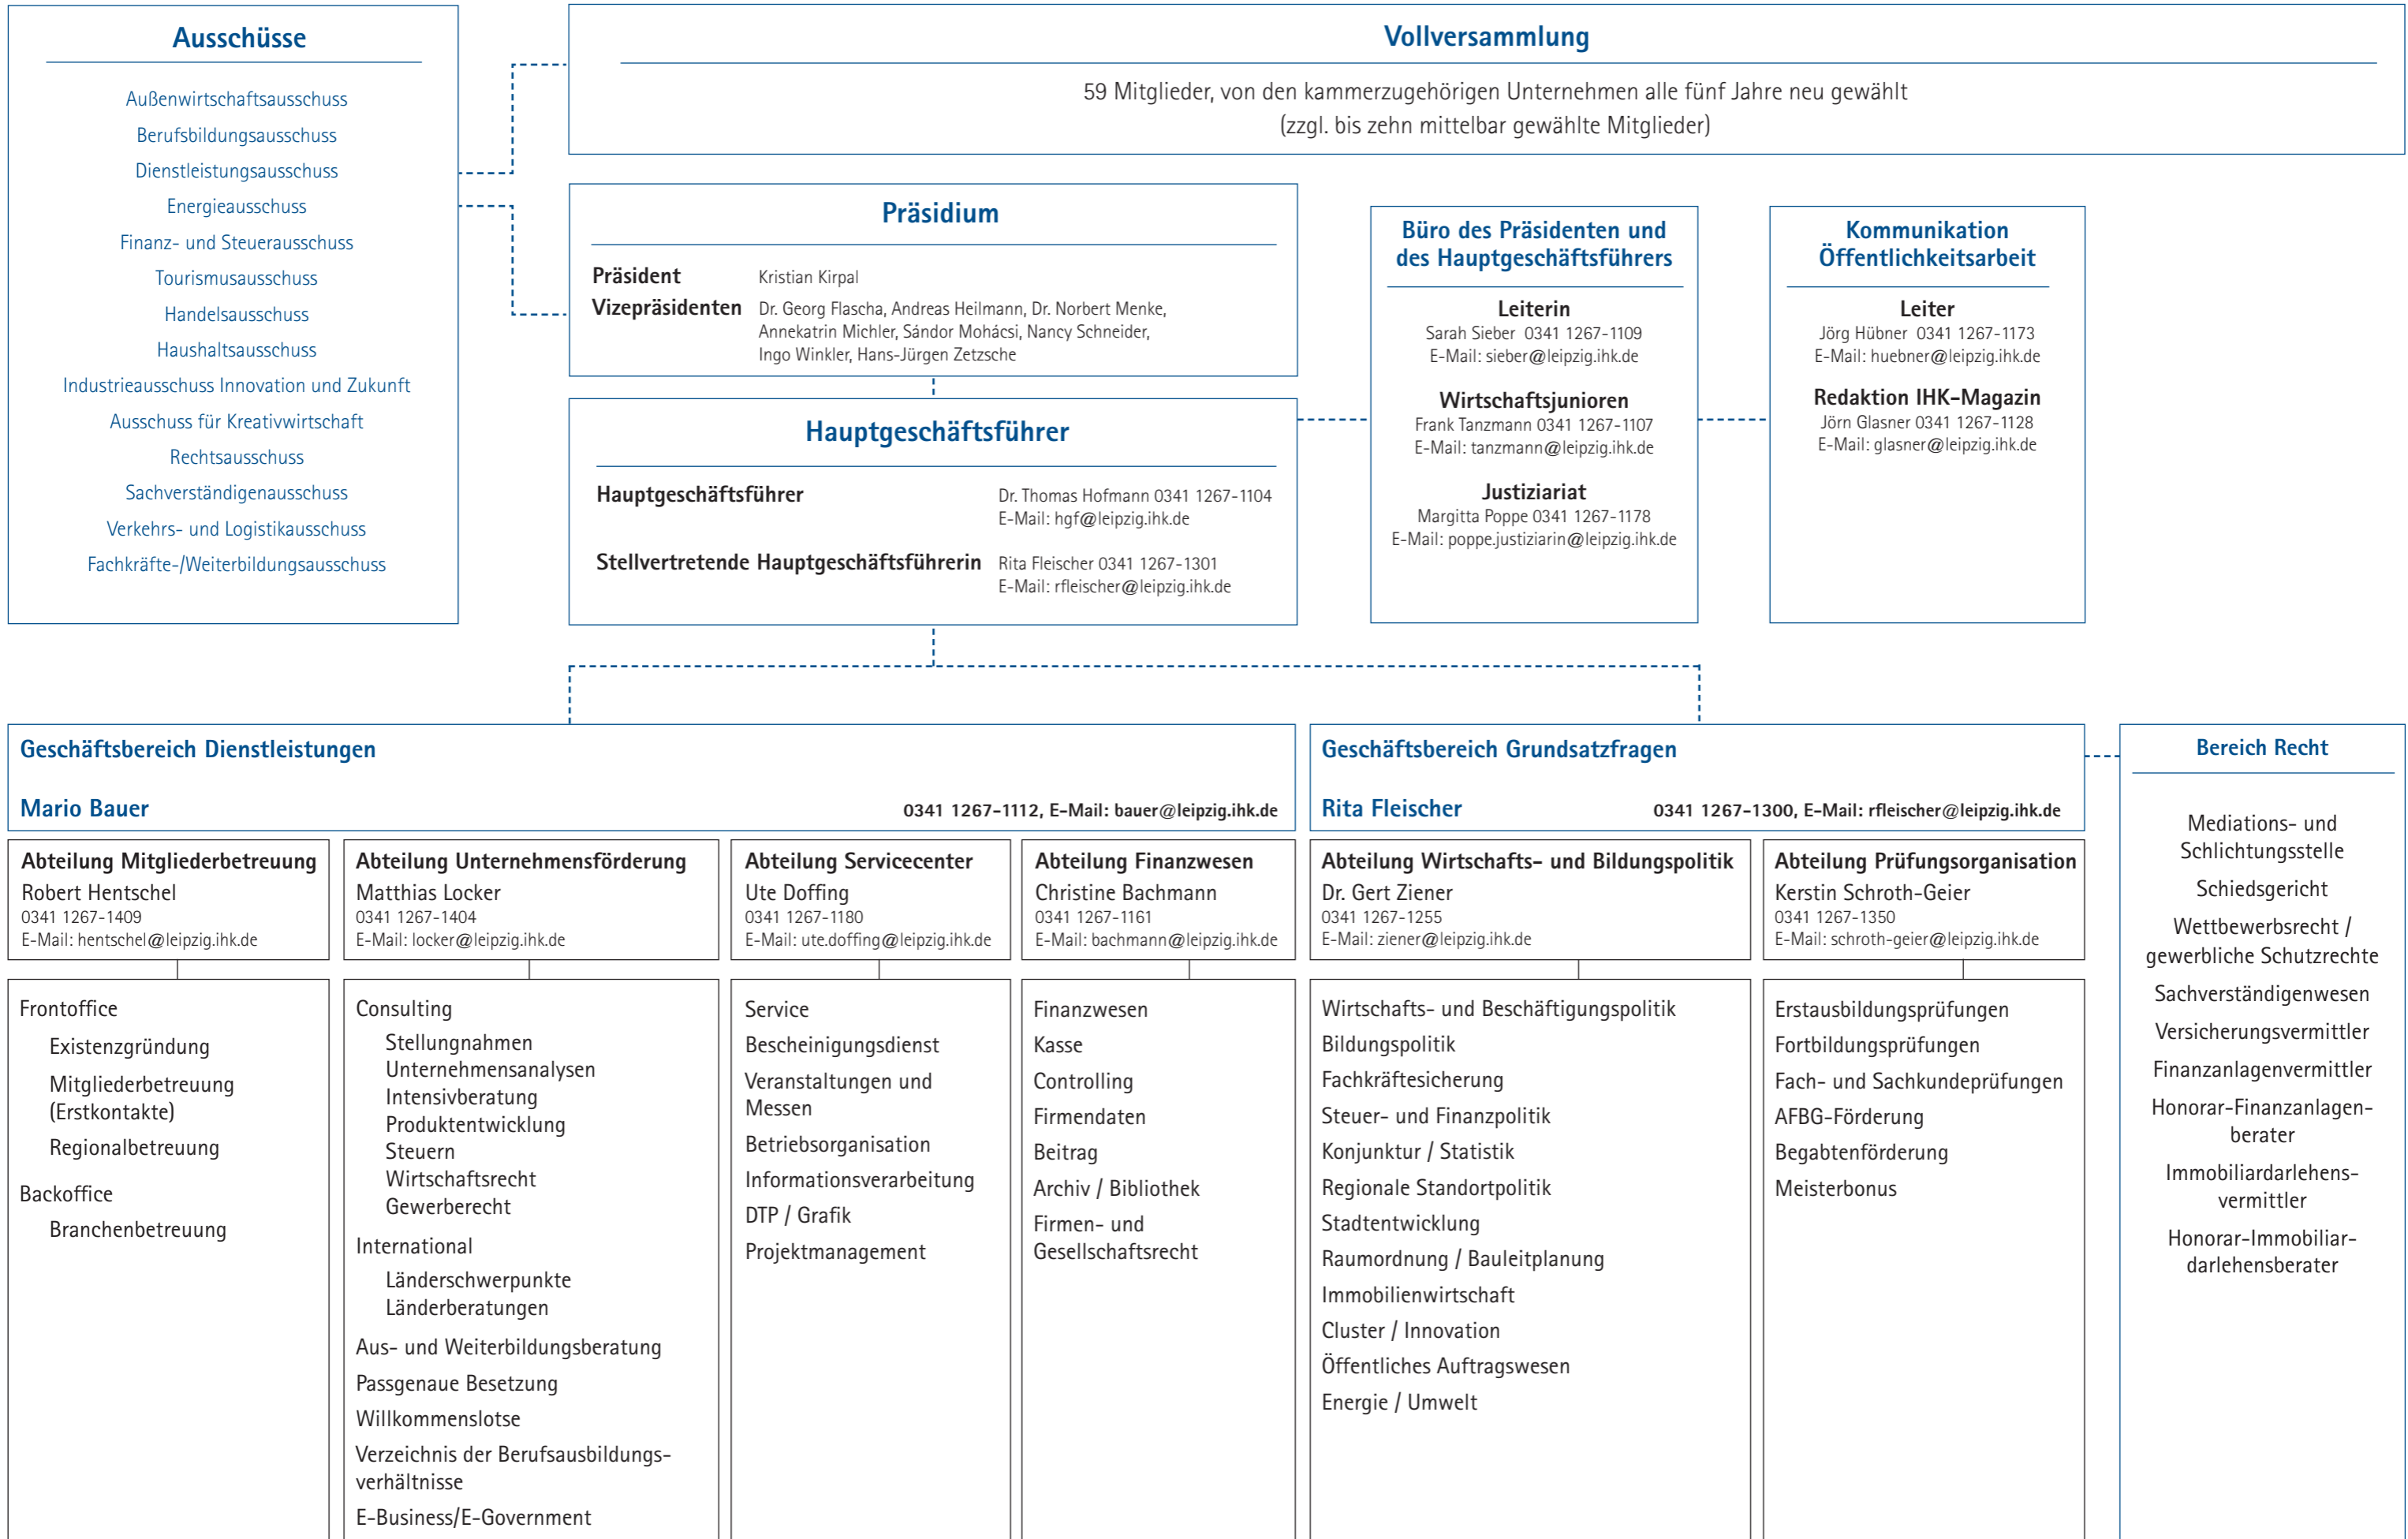 Ausschüsse
Außenwirtschaftsausschuss
Berufsbildungsausschuss
Dienstleistungsausschuss
Energieausschuss
Finanz- und Steuerausschuss
Tourismusausschuss
Handelsausschuss
Haushaltsausschuss
Industrieausschuss Innovation und Zukunft
Ausschuss für Kreativwirtschaft
Rechtsausschuss
Sachverständigenausschuss
Verkehrs- und Logistikausschuss
Fachkräfte-/Weiterbildungsausschuss
Vollversammlung
59 Mitglieder, von den kammerzugehörigen Unternehmen alle fünf Jahre neu gewählt
(zzgl. bis zehn mittelbar gewählte Mitglieder)
Präsidium
Präsident Kristian Kirpal
Vizepräsidenten Dr. Georg Flascha, Andreas Heilmann, Dr. Norbert Menke,
Annekatrin Michler, Sándor Mohácsi, Nancy Schneider,
Ingo Winkler, Hans-Jürgen Zetzsche
Hauptgeschäftsführer
Hauptgeschäftsführer Dr. Thomas Hofmann 0341 1267-1104
E-Mail: hgf@leipzig.ihk.de
Stellvertretende Hauptgeschäftsführerin Rita Fleischer 0341 1267-1301
E-Mail: rfleischer@leipzig.ihk.de
Büro des Präsidenten und
des Hauptgeschäftsführers
Leiterin
Sarah Sieber 0341 1267-1109
E-Mail: sieber@leipzig.ihk.de
Wirtschaftsjunioren
Frank Tanzmann 0341 1267-1107
E-Mail: tanzmann@leipzig.ihk.de
Justiziariat
Margitta Poppe 0341 1267-1178
E-Mail: poppe.justiziarin@leipzig.ihk.de
Kommunikation
Öffentlichkeitsarbeit
Leiter
Jörg Hübner 0341 1267-1173
E-Mail: huebner@leipzig.ihk.de
Redaktion IHK-Magazin
Jörn Glasner 0341 1267-1128
E-Mail: glasner@leipzig.ihk.de
Geschäftsbereich Dienstleistungen
Mario Bauer 0341 1267-1112, E-Mail: bauer@leipzig.ihk.de
Abteilung Mitgliederbetreuung
Robert Hentschel
0341 1267-1409
E-Mail: hentschel@leipzig.ihk.de
Frontoffice
Existenzgründung
Mitgliederbetreuung
(Erstkontakte)
Regionalbetreuung
Backoffice
Branchenbetreuung
Abteilung Unternehmensförderung
Matthias Locker
0341 1267-1404
E-Mail: locker@leipzig.ihk.de
Consulting
Stellungnahmen
Unternehmensanalysen
Intensivberatung
Produktentwicklung
Steuern
Wirtschaftsrecht
Gewerberecht
International
Länderschwerpunkte
Länderberatungen
Aus- und Weiterbildungsberatung
Passgenaue Besetzung
Willkommenslotse
Verzeichnis der Berufsausbildungs-
verhältnisse
E-Business/E-Government
Abteilung Servicecenter
Ute Doffing
0341 1267-1180
E-Mail: ute.doffing@leipzig.ihk.de
Service
Bescheinigungsdienst
Veranstaltungen und
Messen
Betriebsorganisation
Informationsverarbeitung
DTP / Grafik
Projektmanagement
Abteilung Finanzwesen
Christine Bachmann
0341 1267-1161
E-Mail: bachmann@leipzig.ihk.de
Finanzwesen
Kasse
Controlling
Firmendaten
Beitrag
Archiv / Bibliothek
Firmen- und
Gesellschaftsrecht
Geschäftsbereich Grundsatzfragen
Rita Fleischer 0341 1267-1300, E-Mail: rfleischer@leipzig.ihk.de
Abteilung Wirtschafts- und Bildungspolitik
Dr. Gert Ziener
0341 1267-1255
E-Mail: ziener@leipzig.ihk.de
Wirtschafts- und Beschäftigungspolitik
Bildungspolitik
Fachkräftesicherung
Steuer- und Finanzpolitik
Konjunktur / Statistik
Regionale Standortpolitik
Stadtentwicklung
Raumordnung / Bauleitplanung
Immobilienwirtschaft
Cluster / Innovation
Öffentliches Auftragswesen
Energie / Umwelt
Abteilung Prüfungsorganisation
Kerstin Schroth-Geier
0341 1267-1350
E-Mail: schroth-geier@leipzig.ihk.de
Erstausbildungsprüfungen
Fortbildungsprüfungen
Fach- und Sachkundeprüfungen
AFBG-Förderung
Begabtenförderung
Meisterbonus
Bereich Recht
Mediations- und
Schlichtungsstelle
Schiedsgericht
Wettbewerbsrecht /
gewerbliche Schutzrechte
Sachverständigenwesen
Versicherungsvermittler
Finanzanlagenvermittler
Honorar-Finanzanlagen-
berater
Immobiliardarlehens-
vermittler
Honorar-Immobiliar-
darlehensberater